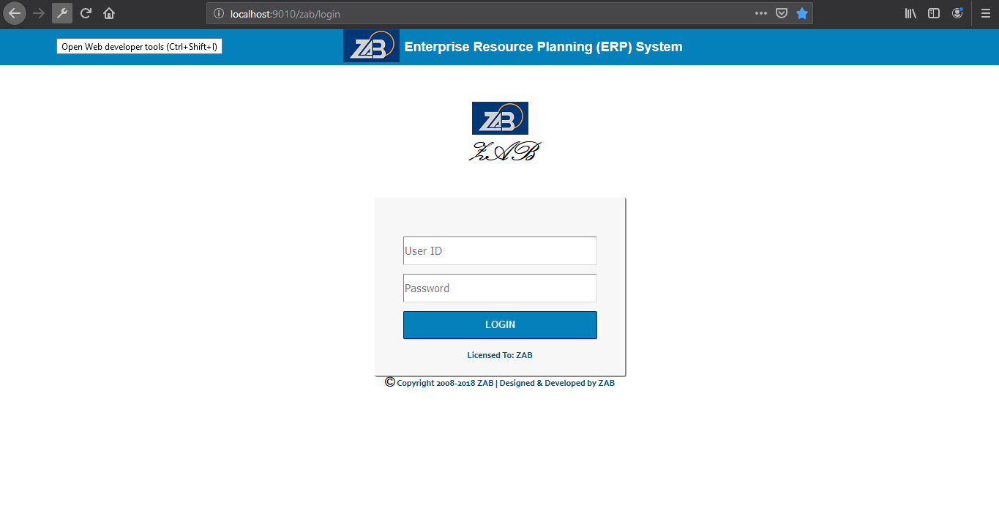 localhost:9010/zab/login
Open Web developer tools (Ctrl+Shift+I)
ZAB Enterprise Resource Planning (ERP) System
ZAB
ZAB
User ID
Password
LOGIN
Licensed To: ZAB
© Copyright 2008-2018 ZAB | Designed & Developed by ZAB